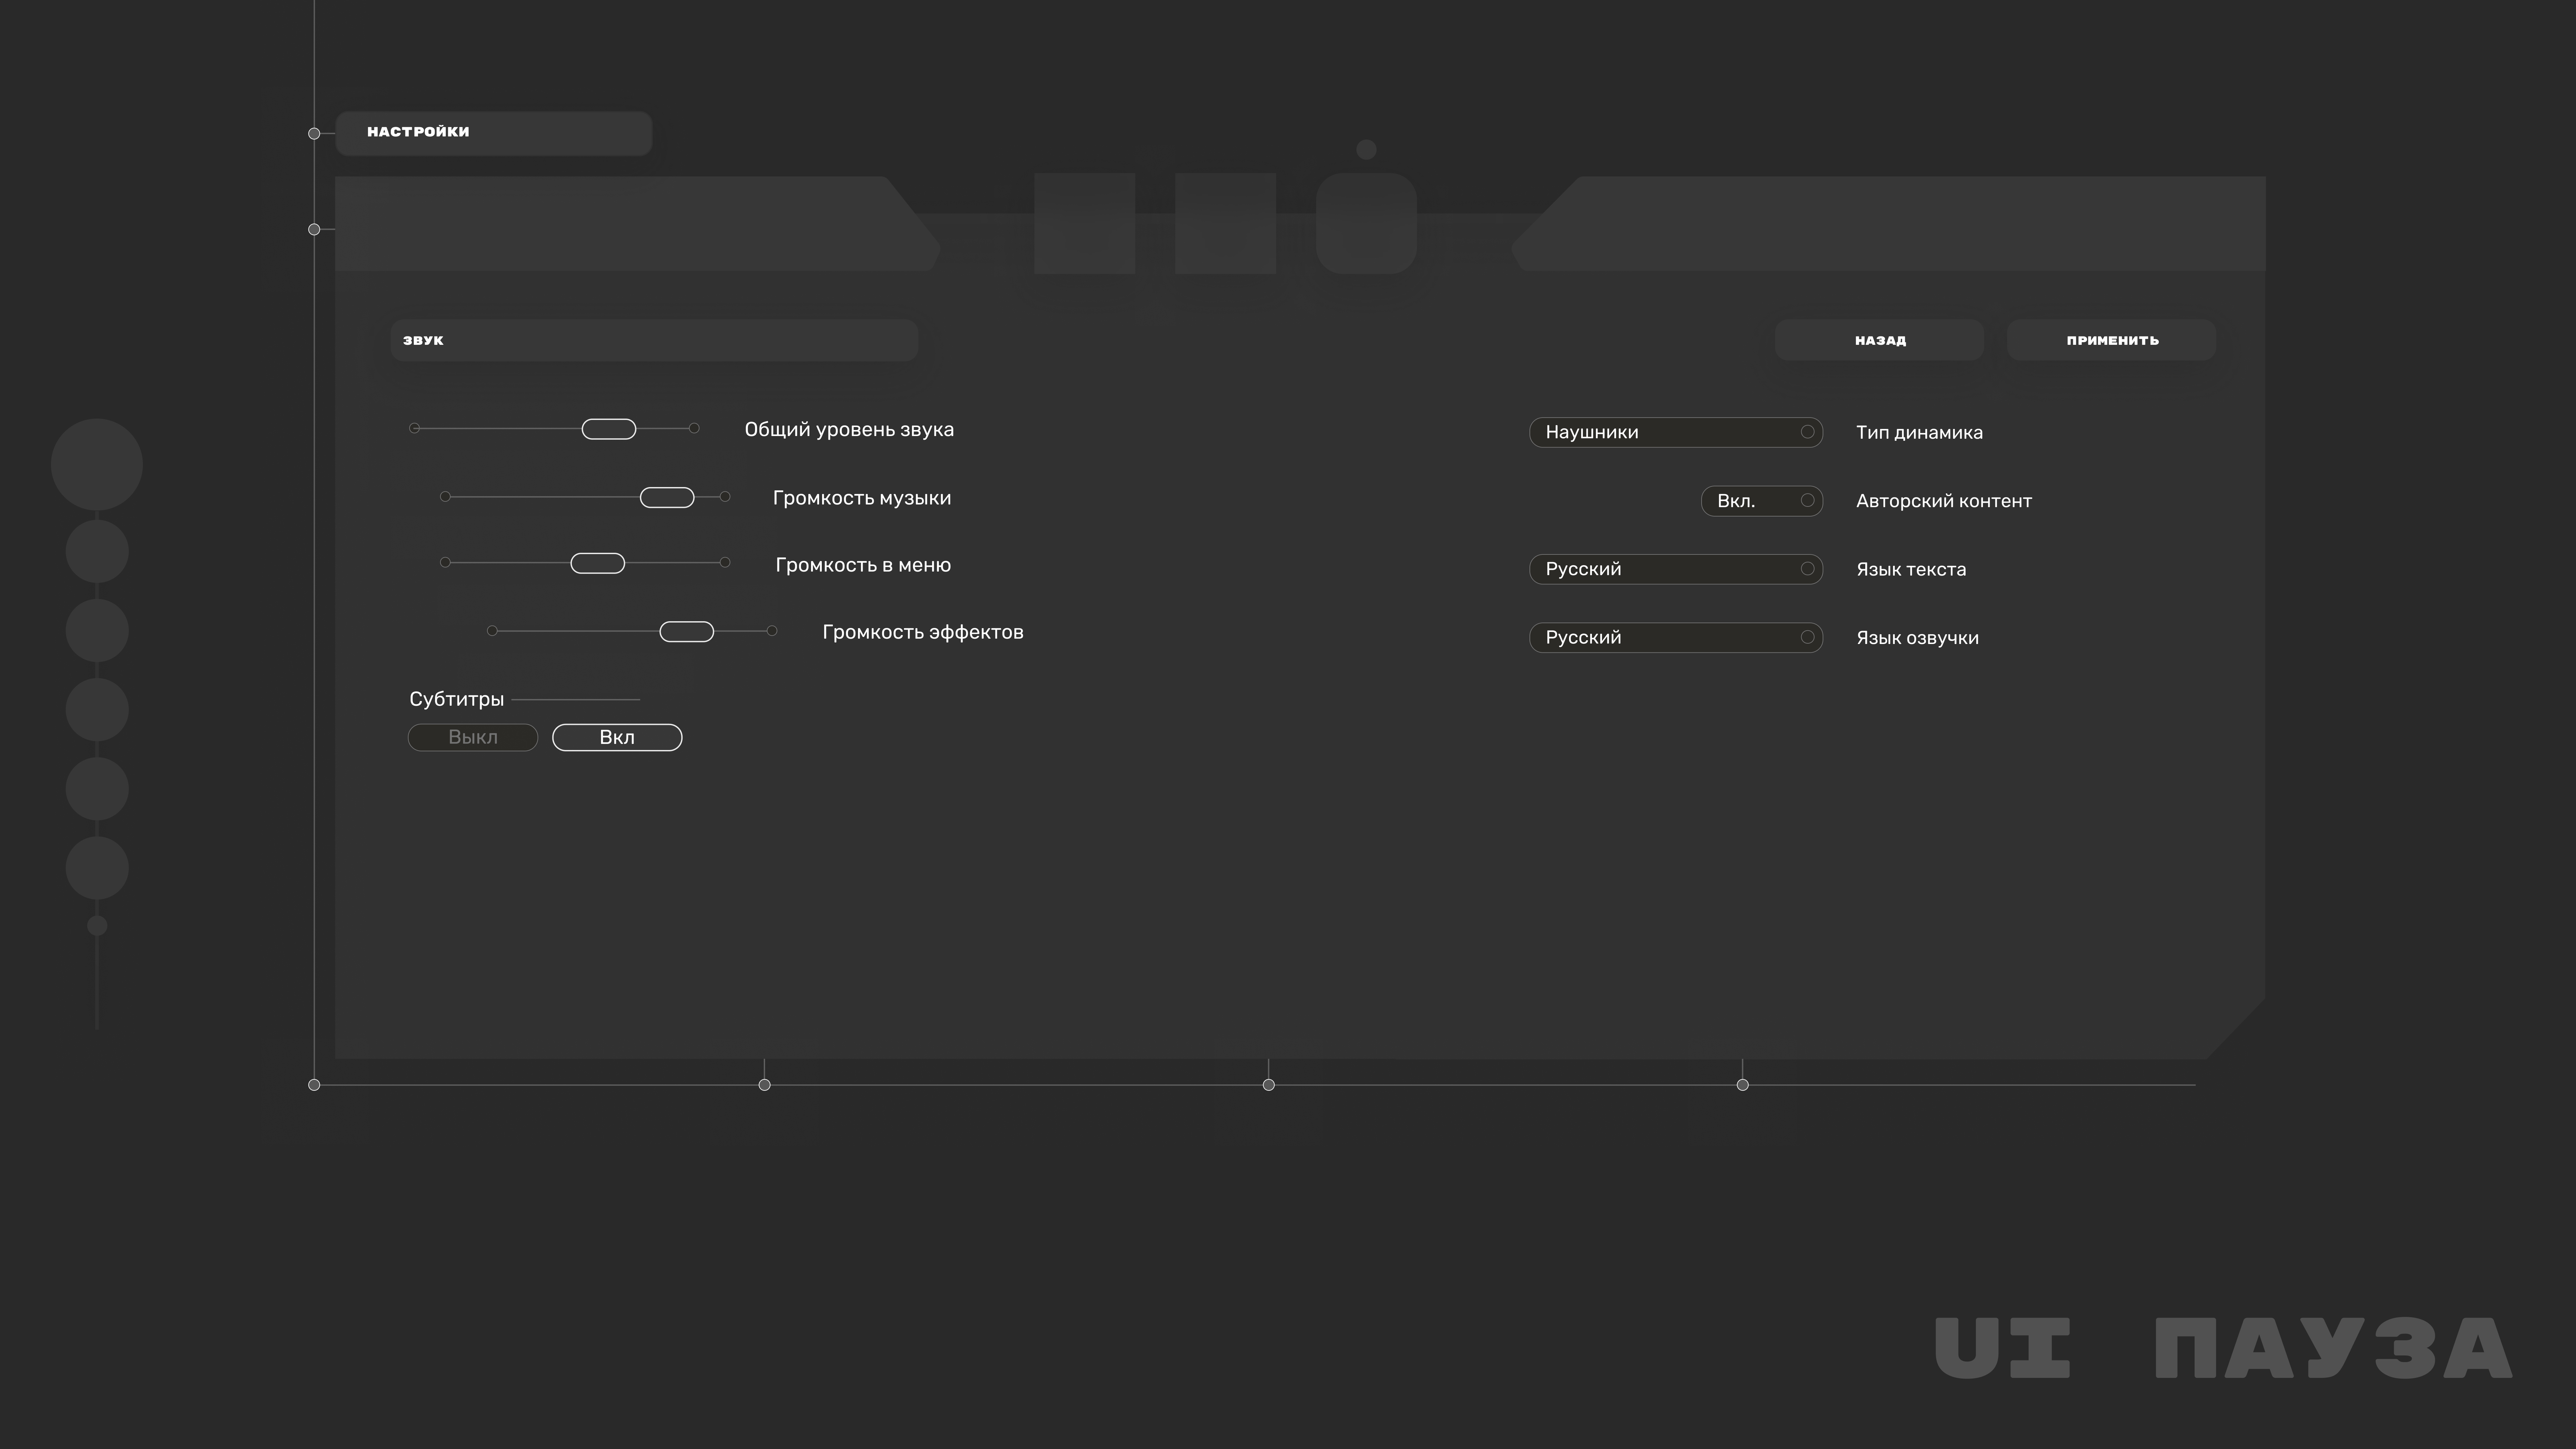 НАСТРОЙКИ
ЗВУК
НАЗАД
ПРИМЕНИТЬ
Общий уровень звука
Громкость музыки
Громкость в меню
Громкость эффектов
Субтитры
Выкл
Вкл
Наушники
Тип динамика
Вкл.
Авторский контент
Русский
Язык текста
Русский
Язык озвучки
UI ПАУЗА